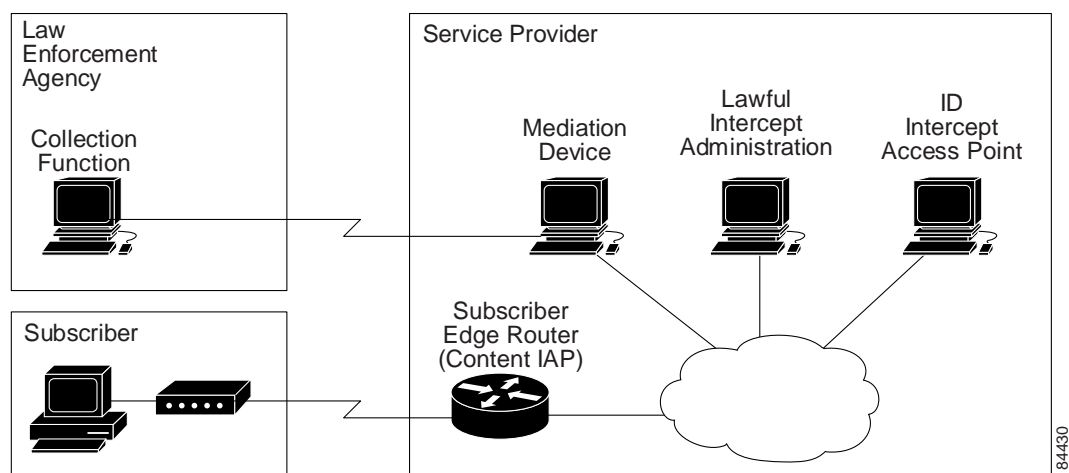 Law
Enforcement
Agency
Collection
Function
Service Provider
Mediation
Device
Lawful
Intercept
Administration
ID
Intercept
Access Point
Subscriber
Subscriber
Edge Router
(Content IAP)
84430